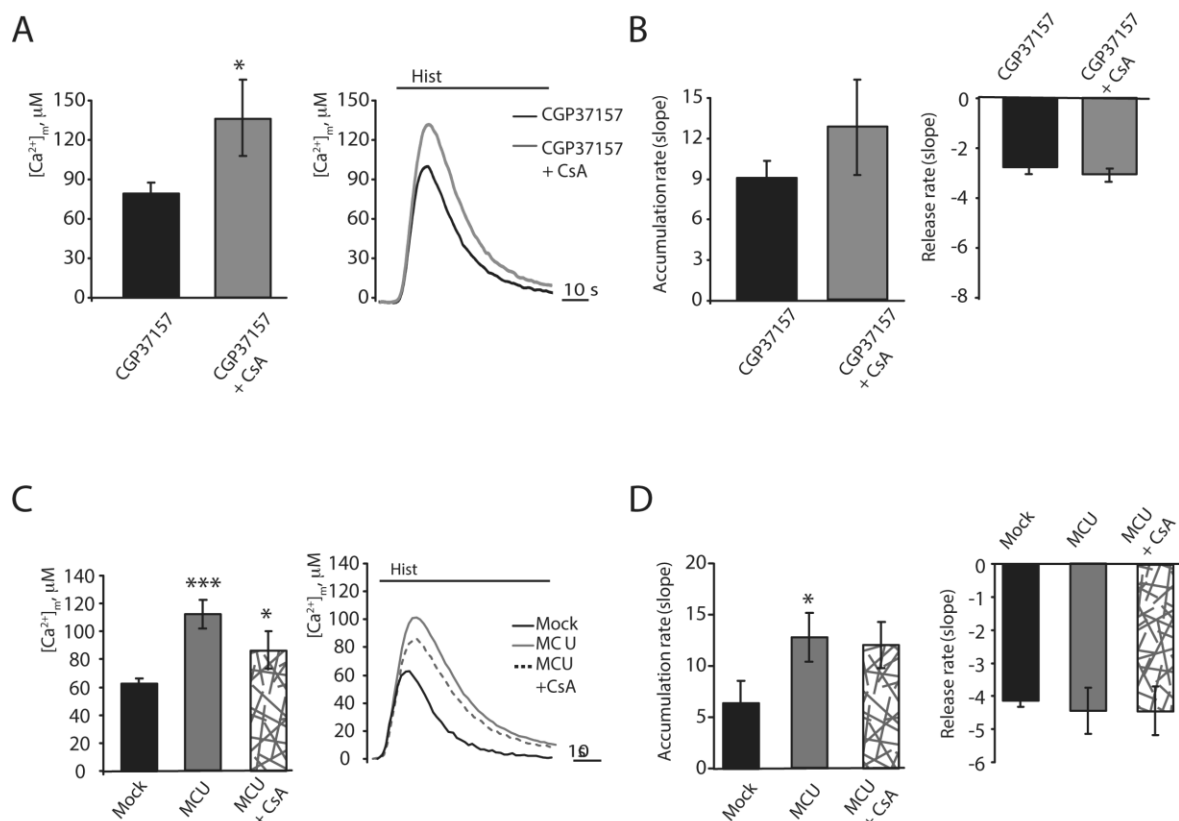 A
[Ca²⁺]ₘ, μM
150
120
90
60
30
0
*
CGP37157
CGP37157
+ CsA
[Ca²⁺]ₘ, μM
150
120
90
60
30
0
Hist
CGP37157
CGP37157
+ CsA
10 s
B
Accumulation rate (slope)
15
12
9
6
3
0
CGP37157
CGP37157
+ CsA
CGP37157
CGP37157
+ CsA
Release rate (slope)
0
-2
-4
-6
-8
C
[Ca²⁺]ₘ, μM
140
120
100
80
60
40
20
0
***
*
Mock
MCU
MCU
+ CsA
[Ca²⁺]ₘ, μM
140
120
100
80
60
40
20
0
Hist
Mock
MCU
MCU
+CsA
10
s
D
Accumulation rate (slope)
20
15
10
5
0
*
Mock
MCU
MCU
+ CsA
Mock
MCU
MCU
+ CsA
Release rate (slope)
0
-1
-2
-3
-4
-5
-6